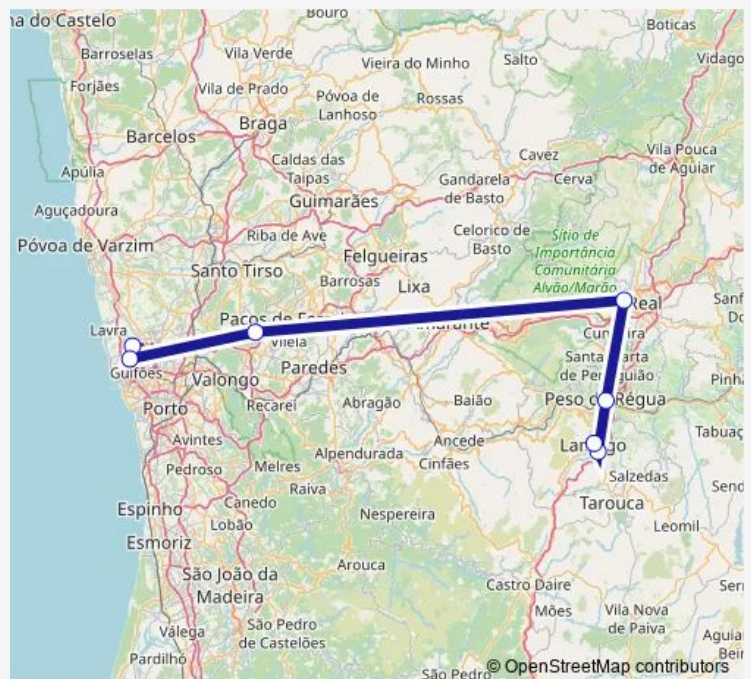 na do Castelo
Bouro
Boticas
Barroselas
Vila Verde
Vieira do Minho
Salto
Vidago
Forjães
Vila de Prado
Póvoa de
Lanhoso
Rossas
Barcelos
Braga
Caldas das
Taipas
Cavez
Vila Pouca
de Aguiar
Apúlia
Gandarela
de Basto
Cerva
Aguçadoura
Guimarães
Póvoa de Varzim
Riba de Ave
Celorico de
Basto
Sítio de
Importância
Comunitária
Alvão/Marão
Felgueiras
Santo Tirso
Barrosas
Lixa
Real
Lavra
Paços de
Vilela
Guifões
Valongo
Paredes
Santa Marta
de Penaguião
Porto
Recarei
Abragão
Baião
Peso da Régua
Avintes
Ancede
Pedroso
Melres
Alpendurada
Cinfães
Salzedas
Raiva
Tarouca
Espinho
Canedo
Nespereira
Lobão
Leomil
Esmoriz
Arouca
São João da
Madeira
Castro Daire
Mões
Vila Nova
de Paiva
Válega
São Pedro
de Castelões
Pardilhó
São Pedro
© OpenStreetMap contributors